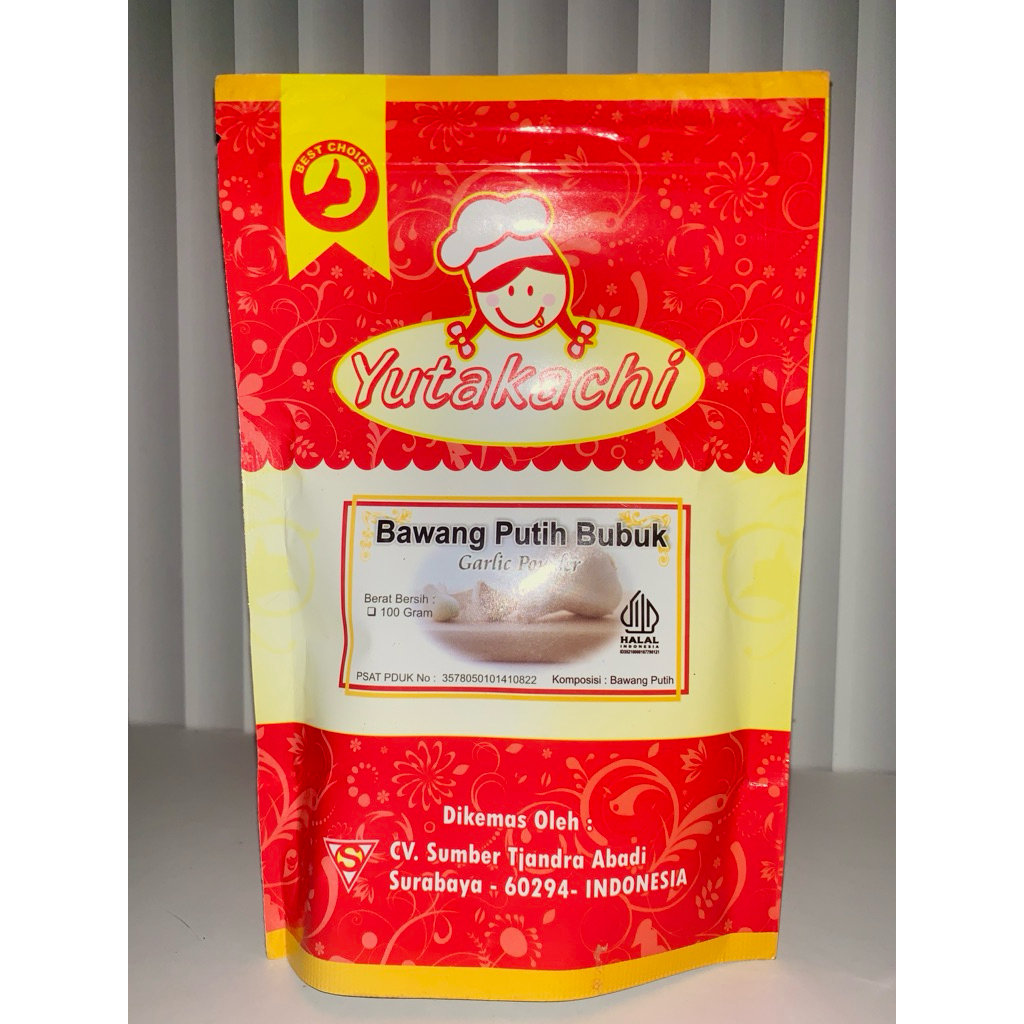 BEST CHOICE
Yutakachi
Bawang Putih Bubuk
Garlic Powder
Berat Bersih :
❑ 100 Gram
HALAL
INDONESIA
PSAT PDUK No : 3578050101410822 Komposisi : Bawang Putih
Dikemas Oleh :
S
CV. Sumber Tjandra Abadi
Surabaya - 60294- INDONESIA